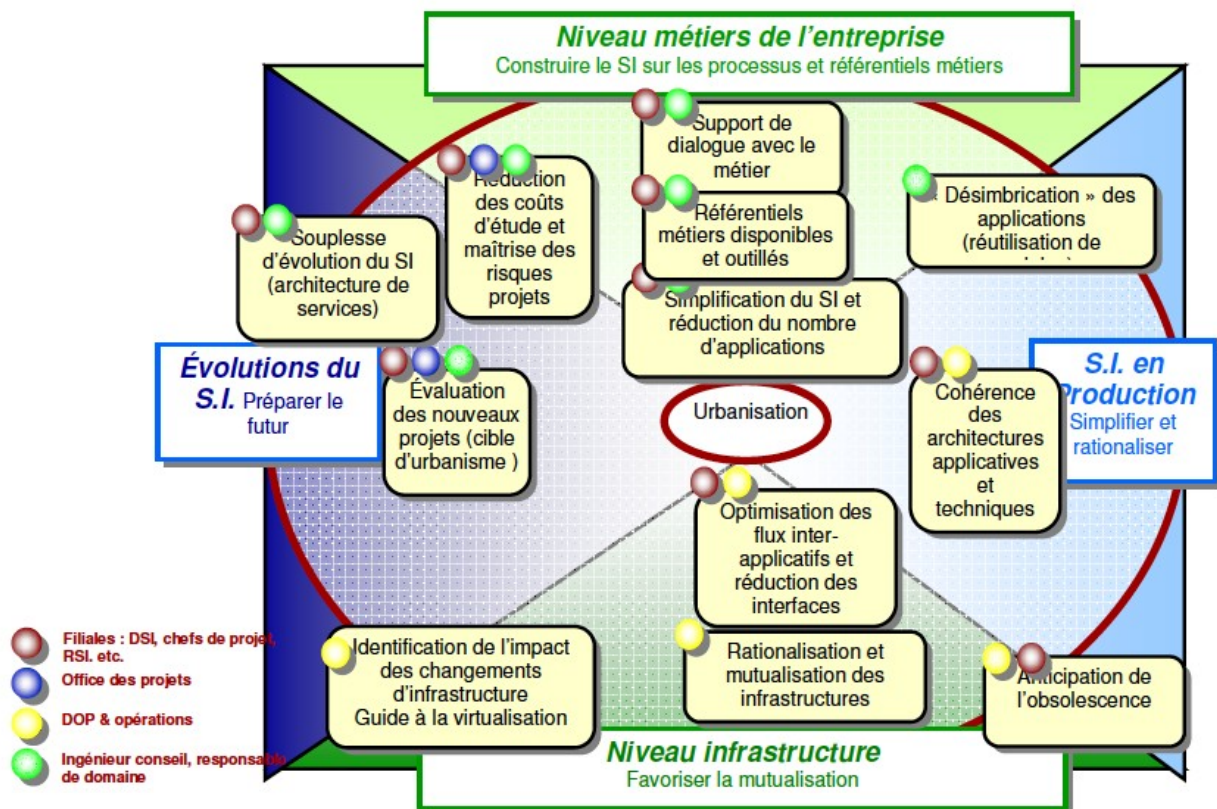 Niveau métiers de l'entreprise
Construire le SI sur les processus et référentiels métiers
Support de
dialogue avec le
métier
Réduction
des coûts
d'étude et
maîtrise des
risques
projets
Référentiels
métiers disponibles
et outillés
« Désimbrication » des
applications
(réutilisation de
Souplesse
d'évolution du SI
(architecture de
services)
Simplification du SI et
réduction du nombre
d'applications
Évolutions du
S.I. Préparer le
futur
Évaluation
des nouveaux
projets (cible
d'urbanisme )
Urbanisation
Cohérence
des
architectures
applicatives
et
techniques
S.I. en
Production
Simplifier et
rationaliser
Optimisation des
flux inter-
applicatifs et
réduction des
interfaces
Identification de l'impact
des changements
d'infrastructure
Guide à la virtualisation
Rationalisation et
mutualisation des
infrastructures
Anticipation de
l'obsolescence
Filiales : DSI, chefs de projet,
RSI. etc.
Office des projets
DOP & opérations
Ingénieur conseil, responsable
de domaine
Niveau infrastructure
Favoriser la mutualisation